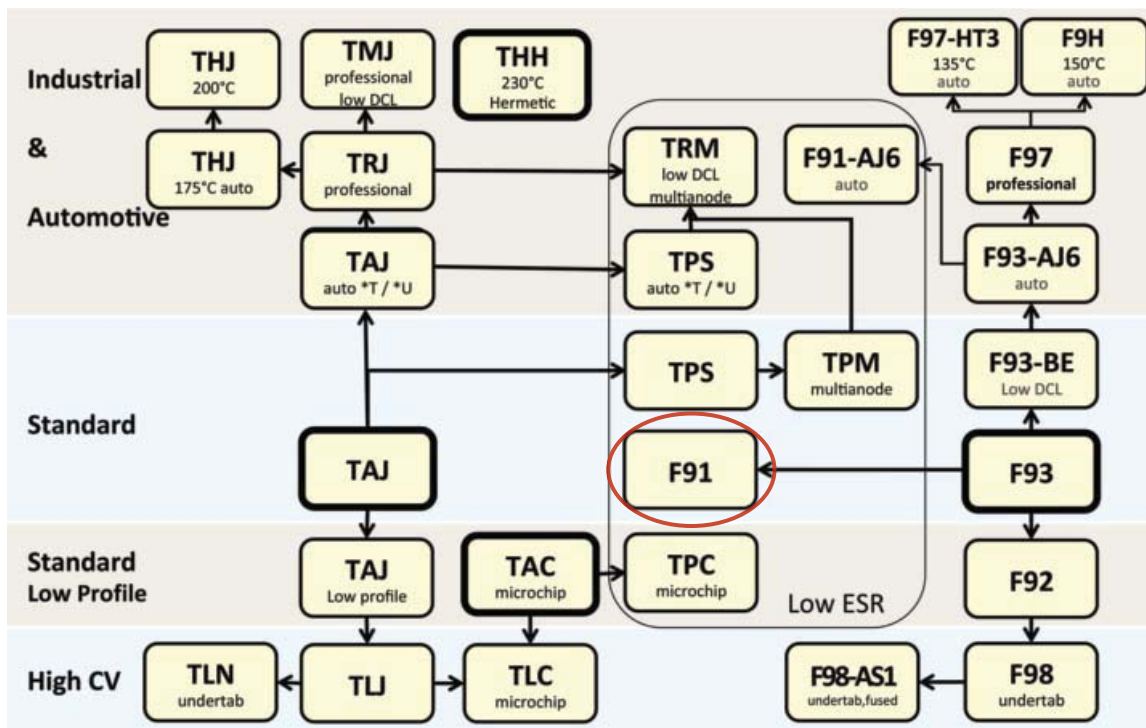 Industrial
&
Automotive
THJ
200°C
TMJ
professional
low DCL
THH
230°C
Hermetic
F97-HT3
135°C
auto
F9H
150°C
auto
THJ
175°C auto
TRJ
professional
TRM
low DCL
multianode
F91-AJ6
auto
F97
professional
TAJ
auto *T / *U
TPS
auto *T / *U
F93-AJ6
auto
Standard
TPS
TPM
multianode
F93-BE
Low DCL
TAJ
F91
F93
Standard
Low Profile
TAJ
Low profile
TAC
microchip
TPC
microchip
Low ESR
F92
High CV
TLN
undertab
TLJ
TLC
microchip
F98-AS1
undertab,fused
F98
undertab